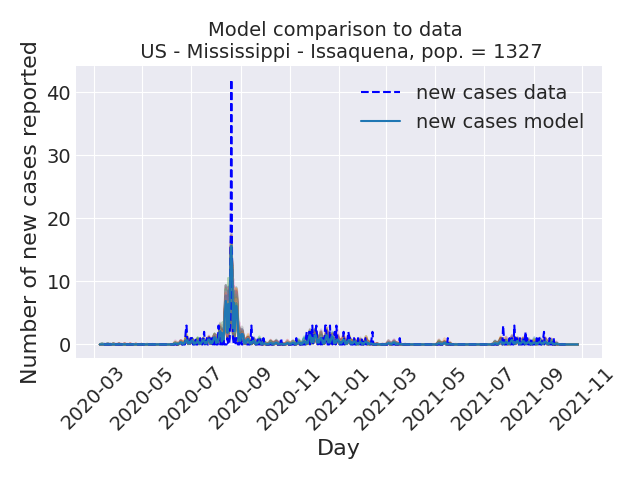 Model comparison to data
US - Mississippi - Issaquena, pop. = 1327
Number of new cases reported
40
30
20
10
0
new cases data
new cases model
2020-03
2020-05
2020-07
2020-09
2020-11
2021-01
2021-03
2021-05
2021-07
2021-09
2021-11
Day